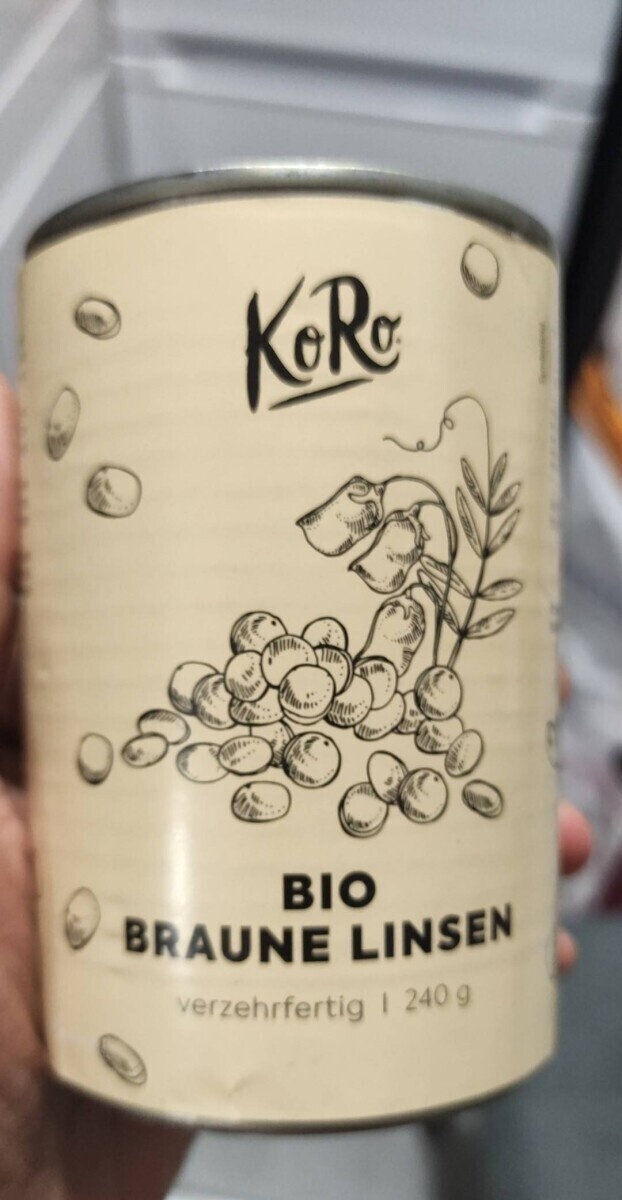 KoRo
BIO
BRAUNE LINSEN
verzehrfertig | 240 g